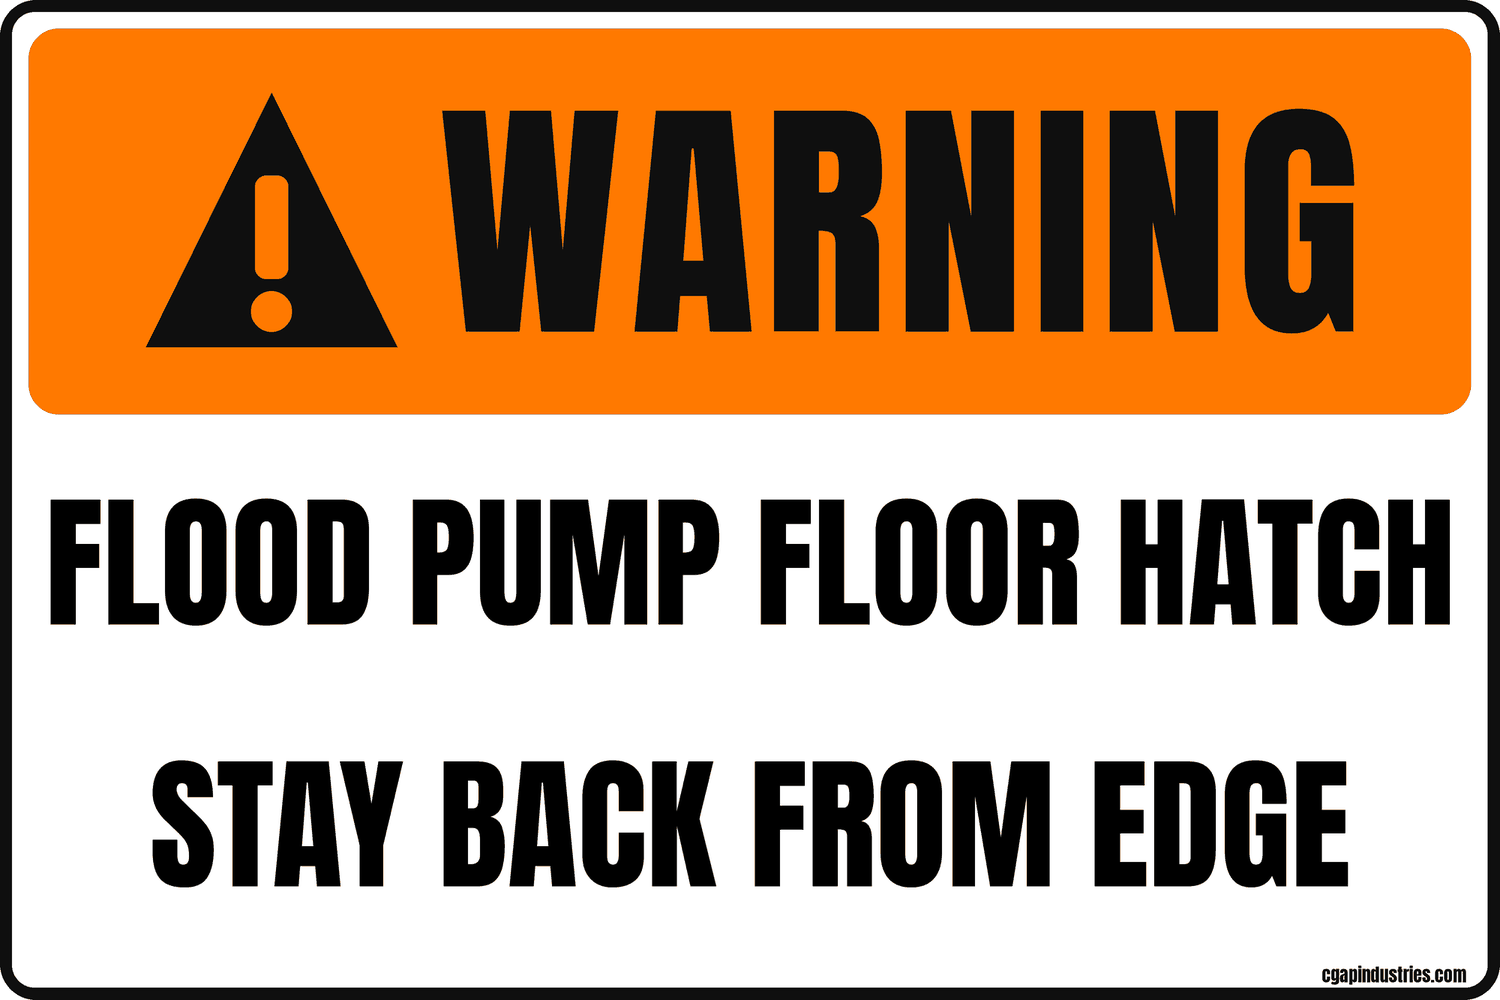 WARNING
FLOOD PUMP FLOOR HATCH
STAY BACK FROM EDGE
cgapindustries.com